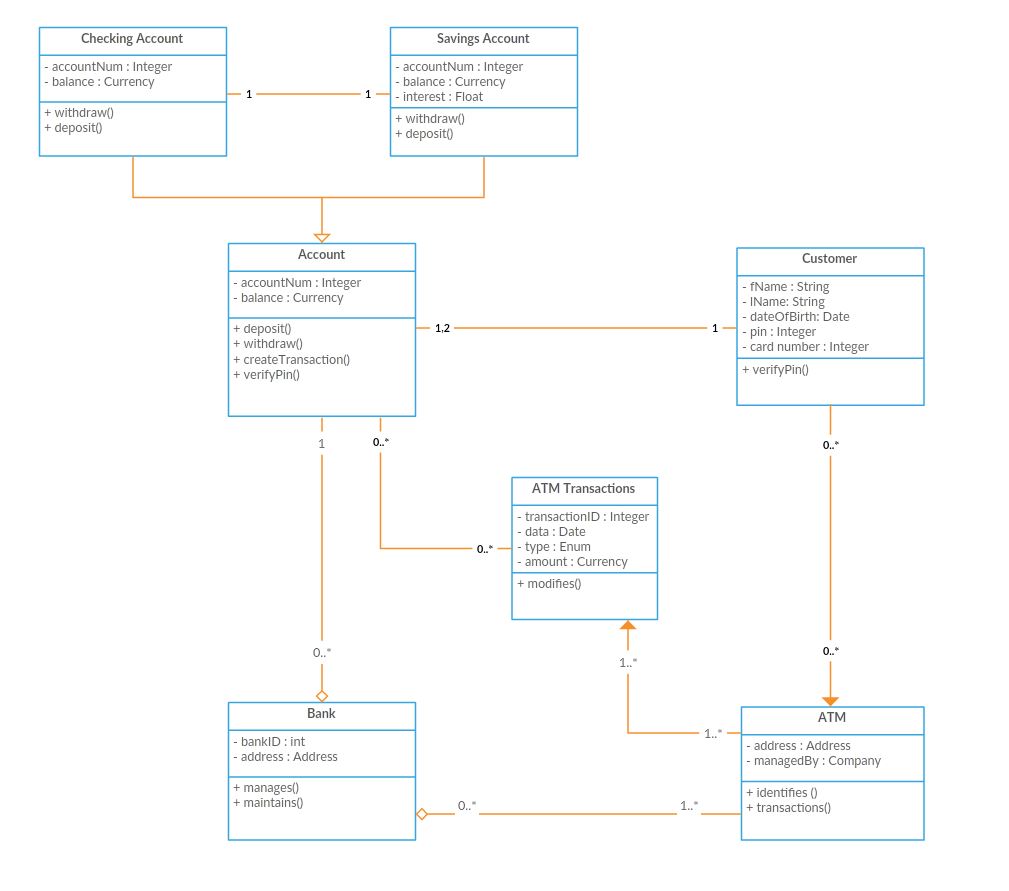 Checking Account
- accountNum : Integer
- balance : Currency
+ withdraw()
+ deposit()
1
1
Savings Account
- accountNum : Integer
- balance : Currency
- interest : Float
+ withdraw()
+ deposit()
Account
- accountNum : Integer
- balance : Currency
+ deposit()
+ withdraw()
+ createTransaction()
+ verifyPin()
1,2
1
Customer
- fName : String
- lName: String
- dateOfBirth: Date
- pin : Integer
- card number : Integer
+ verifyPin()
1
0..*
0..*
ATM Transactions
- transactionID : Integer
- data : Date
- type : Enum
- amount : Currency
+ modifies()
0..*
0..*
1..*
0..*
0..*
Bank
- bankID : int
- address : Address
+ manages()
+ maintains()
1..*
ATM
- address : Address
- managedBy : Company
+ identifies ()
+ transactions()
0..*
1..*